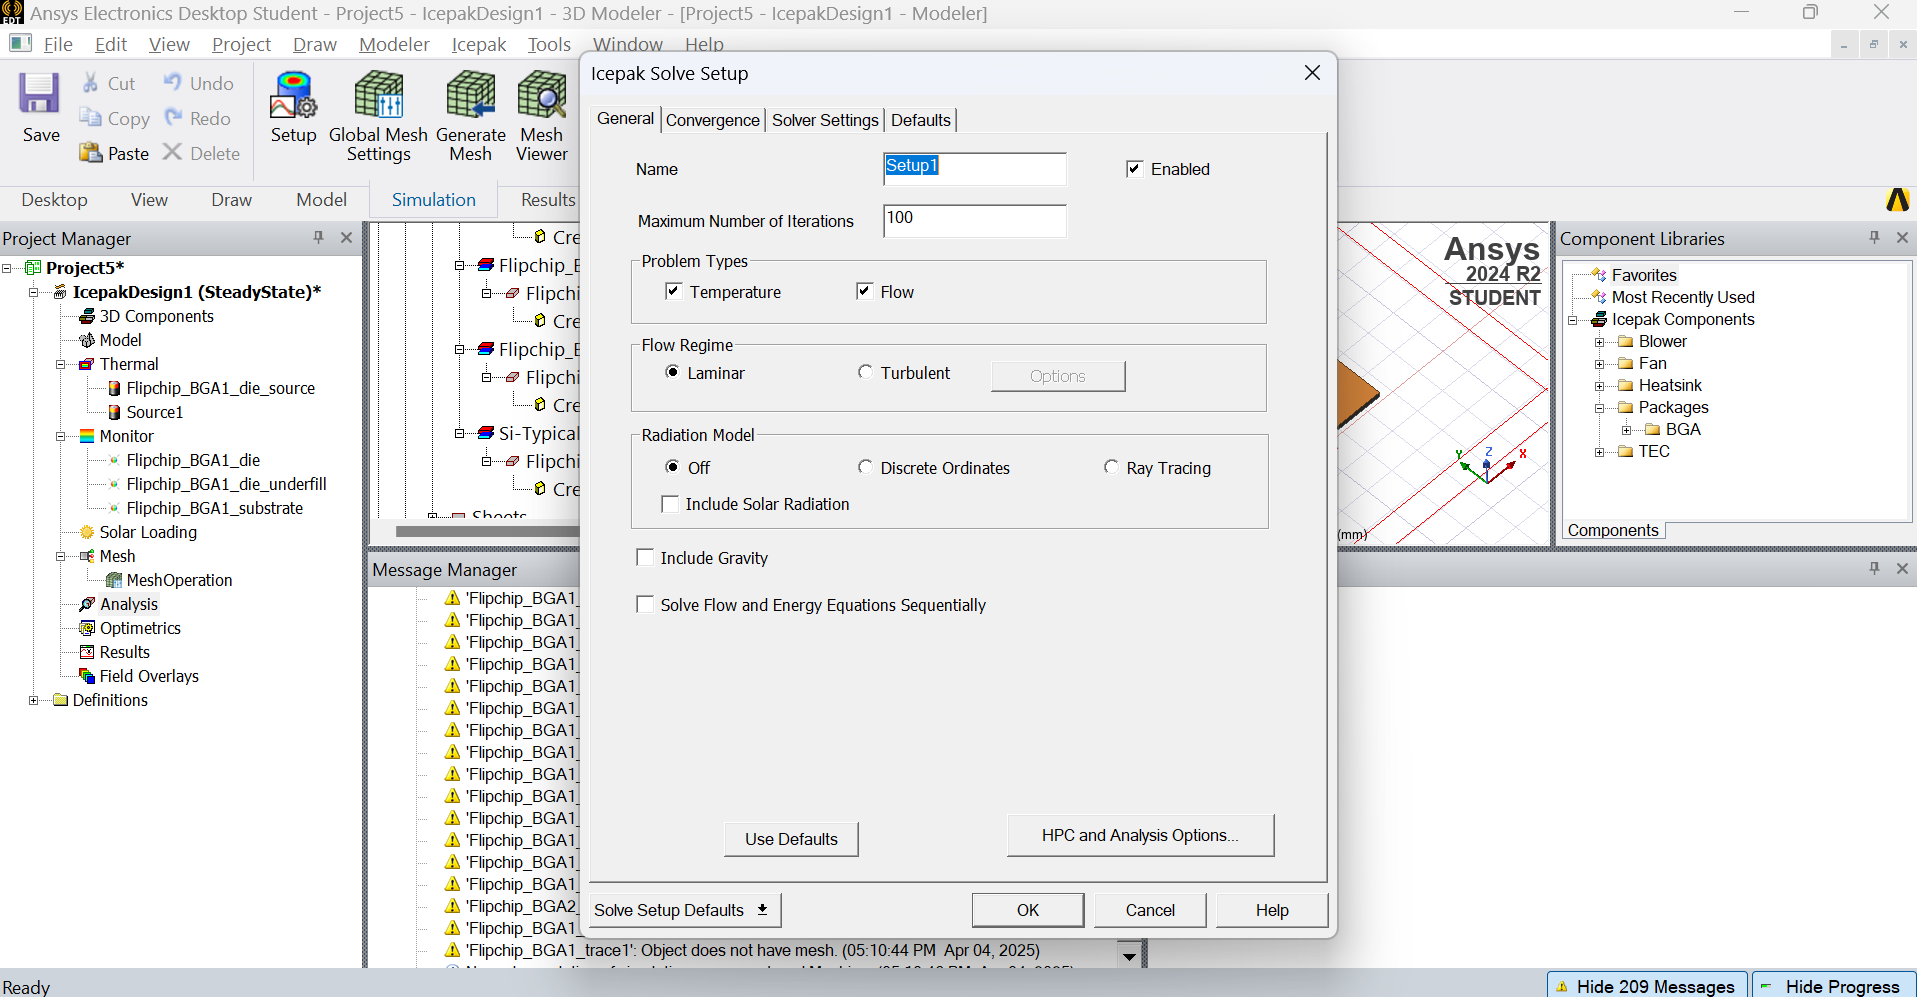 Ansys Electronics Desktop Student - Project5 - IcepakDesign1 - 3D Modeler - [Project5 - IcepakDesign1 - Modeler]
File Edit View Project Draw Modeler Icepak Tools Window Help
Save
Cut
Copy
Paste
Undo
Redo
Delete
Setup
Global Mesh Settings
Generate Mesh
Mesh Viewer
Desktop View Draw Model Simulation Results
Project Manager
Project5*
IcepakDesign1 (SteadyState)*
3D Components
Model
Thermal
Flipchip_BGA1_die_source
Source1
Monitor
Flipchip_BGA1_die
Flipchip_BGA1_die_underfill
Flipchip_BGA1_substrate
Solar Loading
Mesh
MeshOperation
Analysis
Optimetrics
Results
Field Overlays
Definitions
Cre
Flipchip_B
Flipchi
Cre
Flipchip_B
Flipchi
Cre
Si-Typical
Flipchi
Cre
Sheets
Icepak Solve Setup
General Convergence Solver Settings Defaults
Name Setup1 Enabled
Maximum Number of Iterations 100
Problem Types
Temperature Flow
Flow Regime
Laminar Turbulent Options
Radiation Model
Off Discrete Ordinates Ray Tracing
Include Solar Radiation
Include Gravity
Solve Flow and Energy Equations Sequentially
Use Defaults HPC and Analysis Options...
Solve Setup Defaults OK Cancel Help
Ansys
2024 R2
STUDENT
Y Z X
(mm)
Component Libraries
Favorites
Most Recently Used
Icepak Components
Blower
Fan
Heatsink
Packages
BGA
TEC
Components
Message Manager
'Flipchip_BGA1_
'Flipchip_BGA1_
'Flipchip_BGA1_
'Flipchip_BGA1_
'Flipchip_BGA1_
'Flipchip_BGA1_
'Flipchip_BGA1_
'Flipchip_BGA1_
'Flipchip_BGA1_
'Flipchip_BGA1_
'Flipchip_BGA1_
'Flipchip_BGA1_
'Flipchip_BGA1_
'Flipchip_BGA1_
'Flipchip_BGA2_
'Flipchip_BGA1_
'Flipchip_BGA1_trace1': Object does not have mesh. (05:10:44 PM Apr 04, 2025)
Ready
Hide 209 Messages Hide Progress